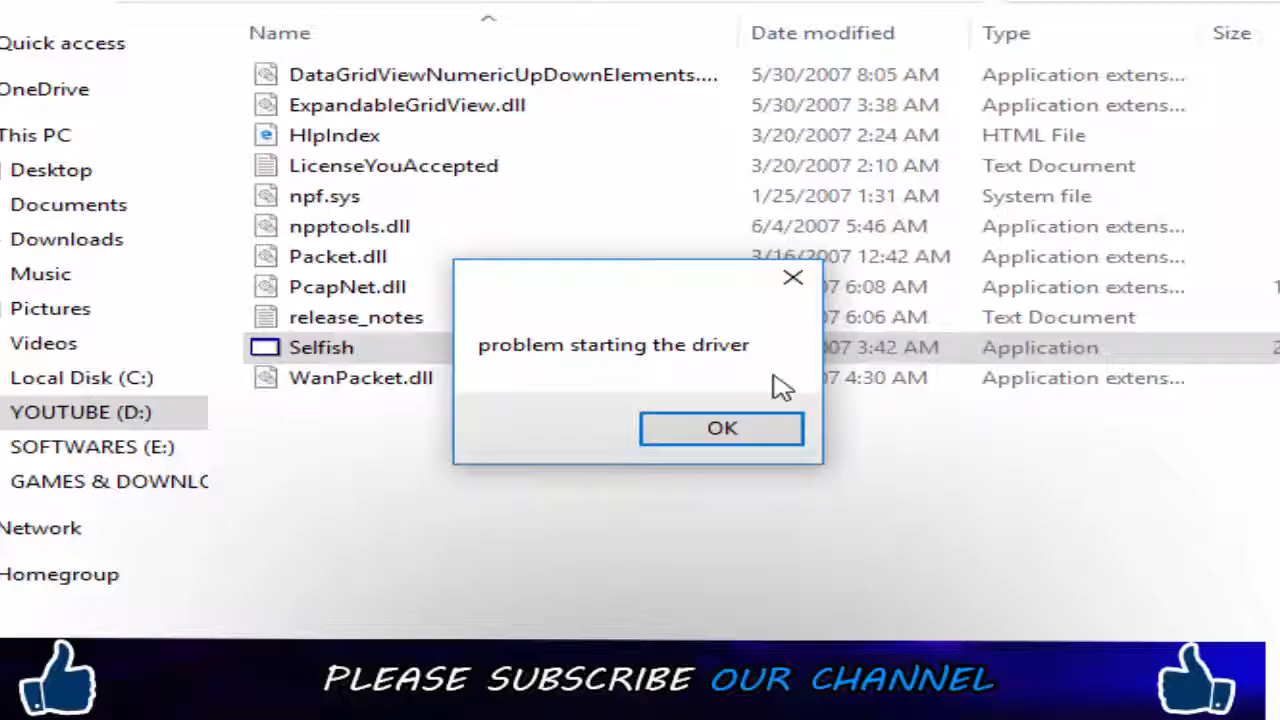 Name Date modified Type Size
Quick access
OneDrive
This PC
Desktop
Documents
Downloads
Music
Pictures
Videos
Local Disk (C:)
YOUTUBE (D:)
SOFTWARES (E:)
GAMES & DOWNLO
Network
Homegroup
DataGridViewNumericUpDownElements.... 5/30/2007 8:05 AM Application extens...
ExpandableGridView.dll 5/30/2007 3:38 AM Application extens...
HlpIndex 3/20/2007 2:24 AM HTML File
LicenseYouAccepted 3/20/2007 2:10 AM Text Document
npf.sys 1/25/2007 1:31 AM System file
npptools.dll 6/4/2007 5:46 AM Application extens...
Packet.dll 3/16/2007 12:42 AM Application extens...
PcapNet.dll 07 6:08 AM Application extens...
release_notes 07 6:06 AM Text Document
Selfish 007 3:42 AM Application
WanPacket.dll 07 4:30 AM Application extens...
problem starting the driver
OK
PLEASE SUBSCRIBE OUR CHANNEL